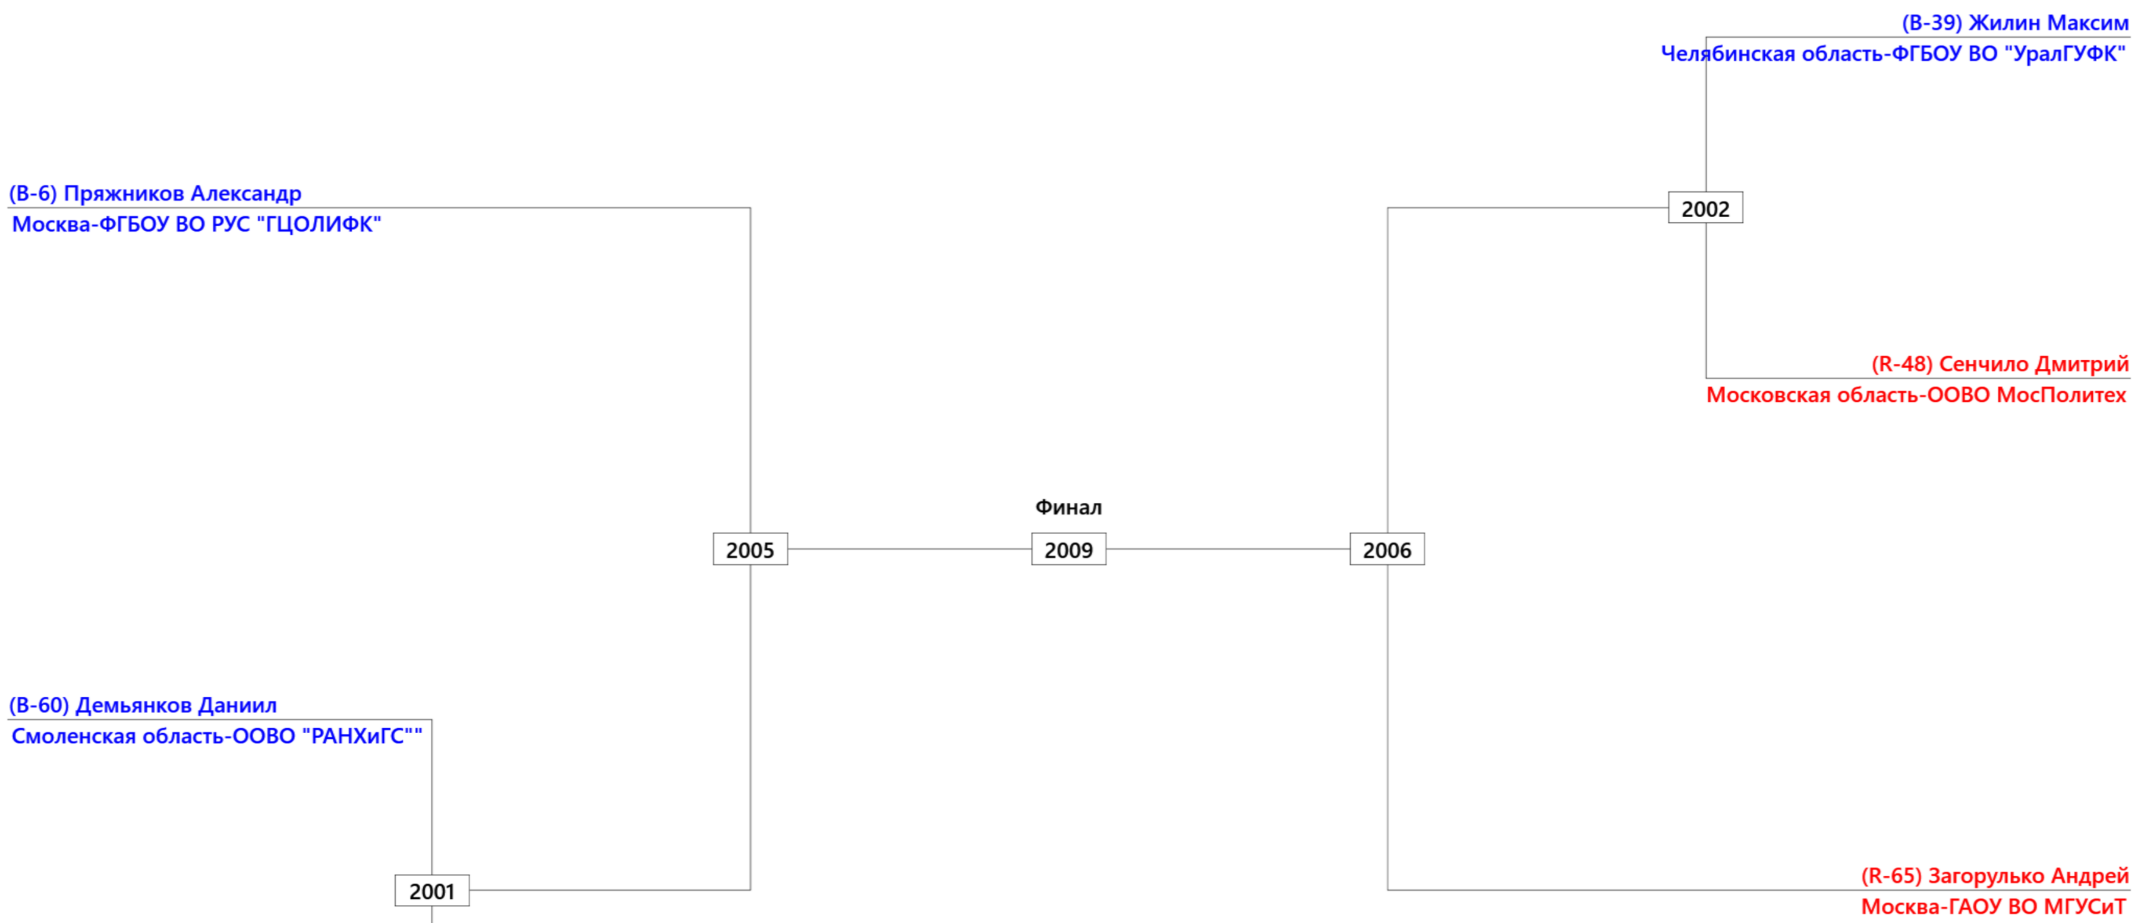 (B-39) Жилин Максим
Челябинская область-ФГБОУ ВО "УралГУФК"
(B-6) Пряжников Александр
Москва-ФГБОУ ВО РУС "ГЦОЛИФК"
2002
(R-48) Сенчило Дмитрий
Московская область-ООВО МосПолитех
Финал
2005
2009
2006
(B-60) Демьянков Даниил
Смоленская область-ООВО "РАНХиГС""
2001
(R-65) Загорулько Андрей
Москва-ГАОУ ВО МГУСиТ